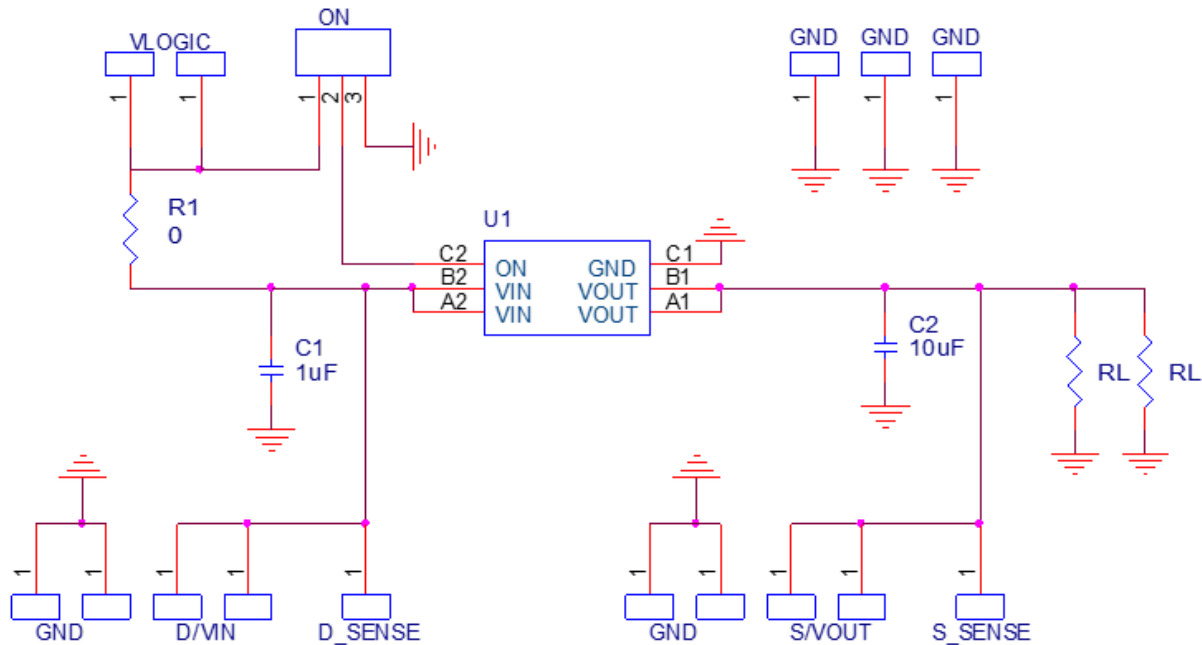 ON
VLOGIC
GND GND GND
1 1 1 2 3 1 1 1
R1
0
U1
C2 ON GND C1
B2 VIN VOUT B1
A2 VIN VOUT A1
C1
1uF
C2
10uF
RL RL
1 1 1 1 1 1 1 1 1 1
GND D/VIN D_SENSE GND S/VOUT S_SENSE